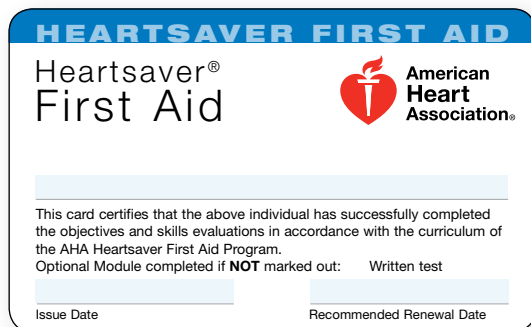 HEARTSAVER FIRST AID
Heartsaver®
First Aid
American
Heart
Association®
This card certifies that the above individual has successfully completed
the objectives and skills evaluations in accordance with the curriculum of
the AHA Heartsaver First Aid Program.
Optional Module completed if NOT marked out: Written test
Issue Date Recommended Renewal Date